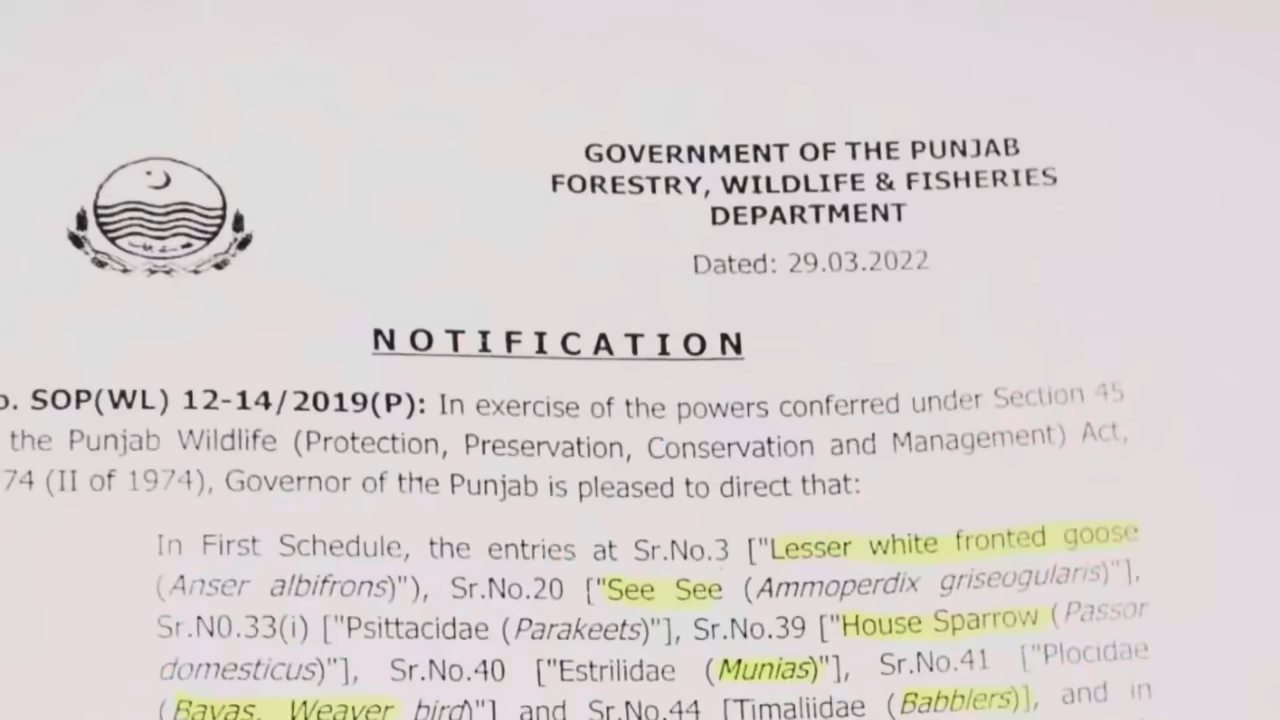 GOVERNMENT OF THE PUNJAB
FORESTRY, WILDLIFE & FISHERIES
DEPARTMENT
Dated: 29.03.2022
NOTIFICATION
o. SOP(WL) 12-14/2019(P): In exercise of the powers conferred under Section 45
the Punjab Wildlife (Protection, Preservation, Conservation and Management) Act,
74 (II of 1974), Governor of the Punjab is pleased to direct that:
In First Schedule, the entries at Sr.No.3 ["Lesser white fronted goose
(Anser albifrons)"), Sr.No.20 ["See See (Ammoperdix griseogularis)"],
Sr.N0.33(i) ["Psittacidae (Parakeets)"], Sr.No.39 ["House Sparrow (Passor
domesticus)"], Sr.No.40 ["Estrilidae (Munias)"], Sr.No.41 ["Plocidae
(Bayas, Weaver bird)"] and Sr.No.44 [Timaliidae (Babblers)], and in